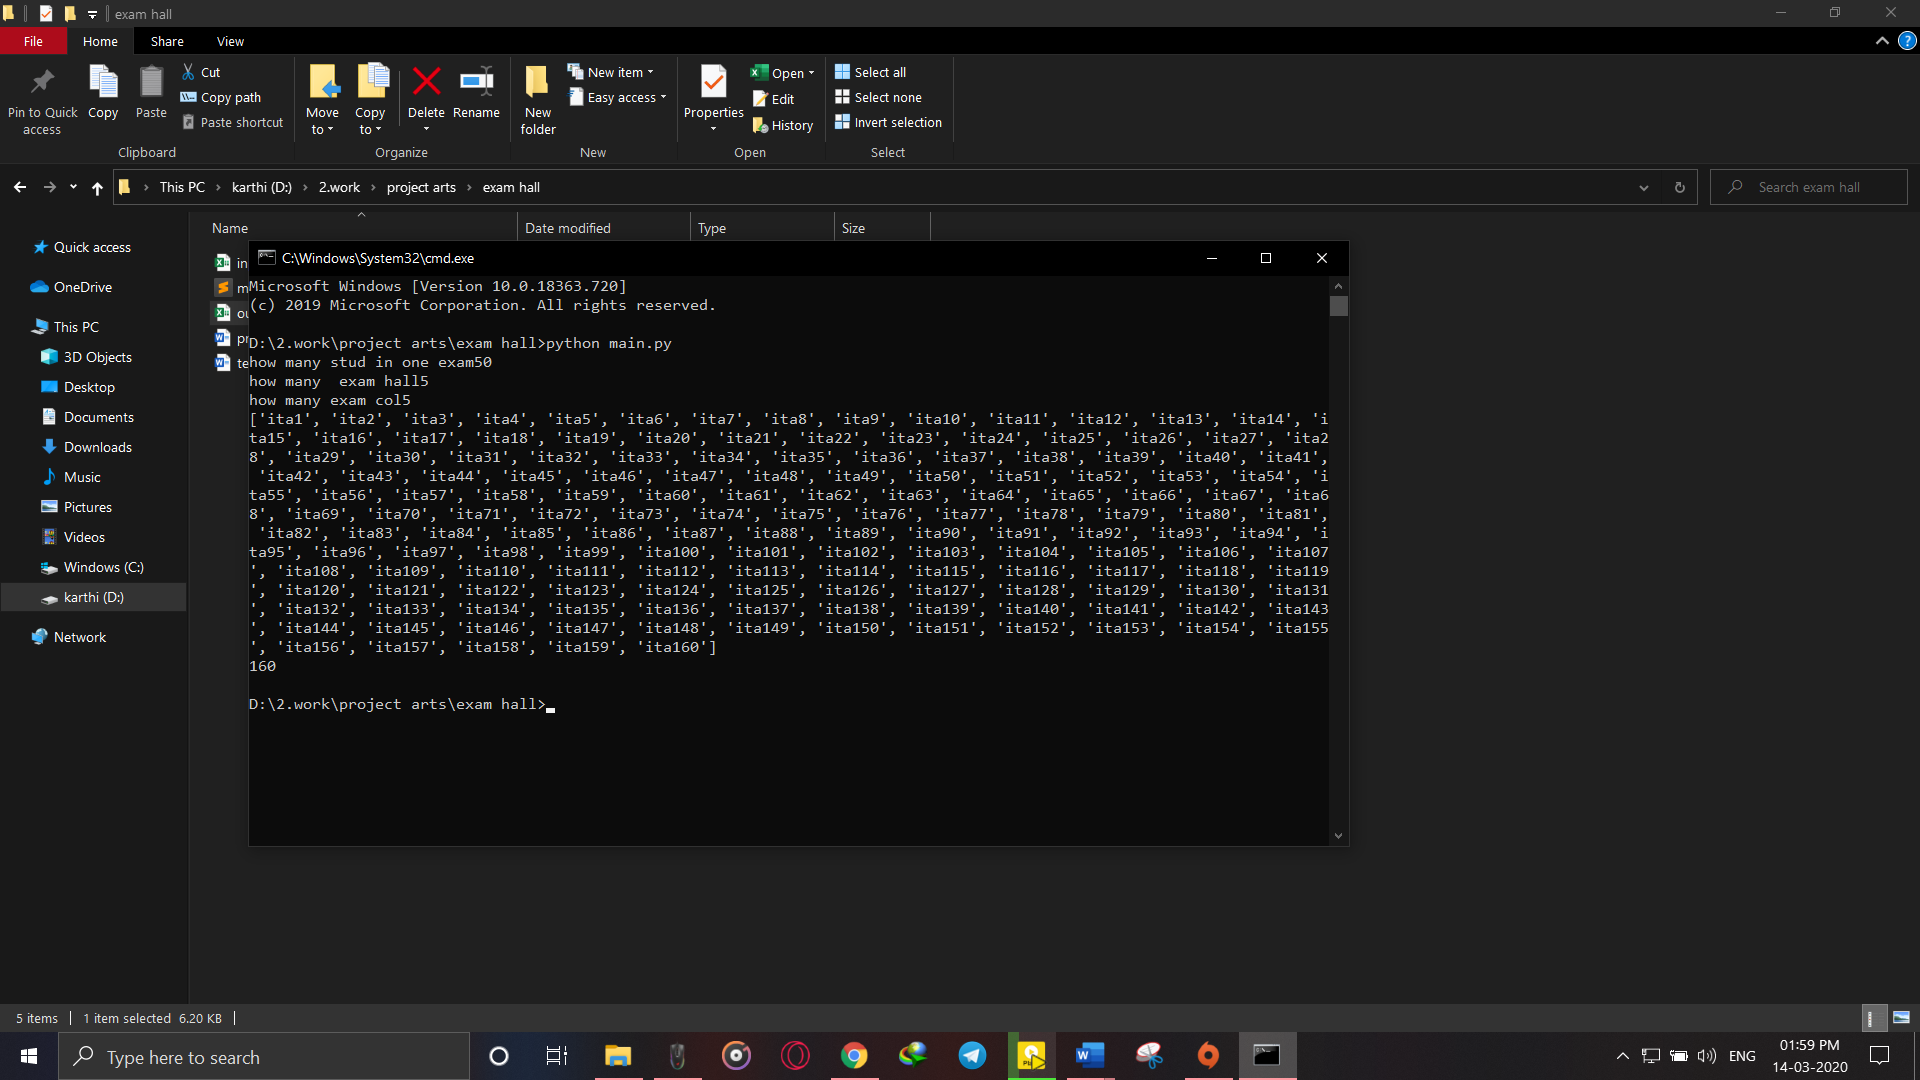 exam hall
File Home Share View
Pin to Quick access
Copy
Paste
Cut
Copy path
Paste shortcut
Clipboard
Move to
Copy to
Delete
Rename
Organize
New folder
New item
Easy access
New
Properties
Open
Edit
History
Open
Select all
Select none
Invert selection
Select
This PC › karthi (D:) › 2.work › project arts › exam hall
Search exam hall
Name Date modified Type Size
Quick access
OneDrive
This PC
3D Objects
Desktop
Documents
Downloads
Music
Pictures
Videos
Windows (C:)
karthi (D:)
Network
in
m
ou
pr
te
C:\Windows\System32\cmd.exe
Microsoft Windows [Version 10.0.18363.720]
(c) 2019 Microsoft Corporation. All rights reserved.
D:\2.work\project arts\exam hall>python main.py
how many stud in one exam50
how many  exam hall5
how many exam col5
['ita1', 'ita2', 'ita3', 'ita4', 'ita5', 'ita6', 'ita7', 'ita8', 'ita9', 'ita10', 'ita11', 'ita12', 'ita13', 'ita14', 'i
ta15', 'ita16', 'ita17', 'ita18', 'ita19', 'ita20', 'ita21', 'ita22', 'ita23', 'ita24', 'ita25', 'ita26', 'ita27', 'ita2
8', 'ita29', 'ita30', 'ita31', 'ita32', 'ita33', 'ita34', 'ita35', 'ita36', 'ita37', 'ita38', 'ita39', 'ita40', 'ita41',
 'ita42', 'ita43', 'ita44', 'ita45', 'ita46', 'ita47', 'ita48', 'ita49', 'ita50', 'ita51', 'ita52', 'ita53', 'ita54', 'i
ta55', 'ita56', 'ita57', 'ita58', 'ita59', 'ita60', 'ita61', 'ita62', 'ita63', 'ita64', 'ita65', 'ita66', 'ita67', 'ita6
8', 'ita69', 'ita70', 'ita71', 'ita72', 'ita73', 'ita74', 'ita75', 'ita76', 'ita77', 'ita78', 'ita79', 'ita80', 'ita81',
 'ita82', 'ita83', 'ita84', 'ita85', 'ita86', 'ita87', 'ita88', 'ita89', 'ita90', 'ita91', 'ita92', 'ita93', 'ita94', 'i
ta95', 'ita96', 'ita97', 'ita98', 'ita99', 'ita100', 'ita101', 'ita102', 'ita103', 'ita104', 'ita105', 'ita106', 'ita107
', 'ita108', 'ita109', 'ita110', 'ita111', 'ita112', 'ita113', 'ita114', 'ita115', 'ita116', 'ita117', 'ita118', 'ita119
', 'ita120', 'ita121', 'ita122', 'ita123', 'ita124', 'ita125', 'ita126', 'ita127', 'ita128', 'ita129', 'ita130', 'ita131
', 'ita132', 'ita133', 'ita134', 'ita135', 'ita136', 'ita137', 'ita138', 'ita139', 'ita140', 'ita141', 'ita142', 'ita143
', 'ita144', 'ita145', 'ita146', 'ita147', 'ita148', 'ita149', 'ita150', 'ita151', 'ita152', 'ita153', 'ita154', 'ita155
', 'ita156', 'ita157', 'ita158', 'ita159', 'ita160']
160
D:\2.work\project arts\exam hall>
5 items 1 item selected 6.20 KB
Type here to search
ENG
01:59 PM
14-03-2020